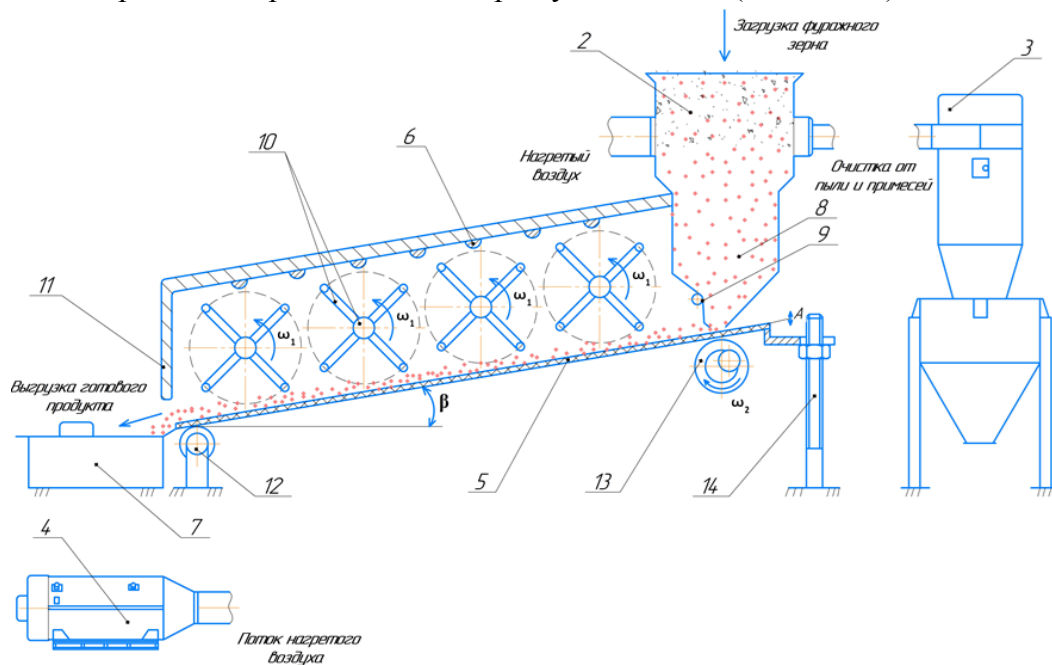 Загрузка фуражного
зерна
2
3
10
6
Нагретый
воздух
Очистка от
пыли и примесей
8
9
11
ω₁
ω₁
ω₁
ω₁
A
Выгрузка готового
продукта
β
ω₂
12
5
13
14
7
4
Поток нагретого
воздуха